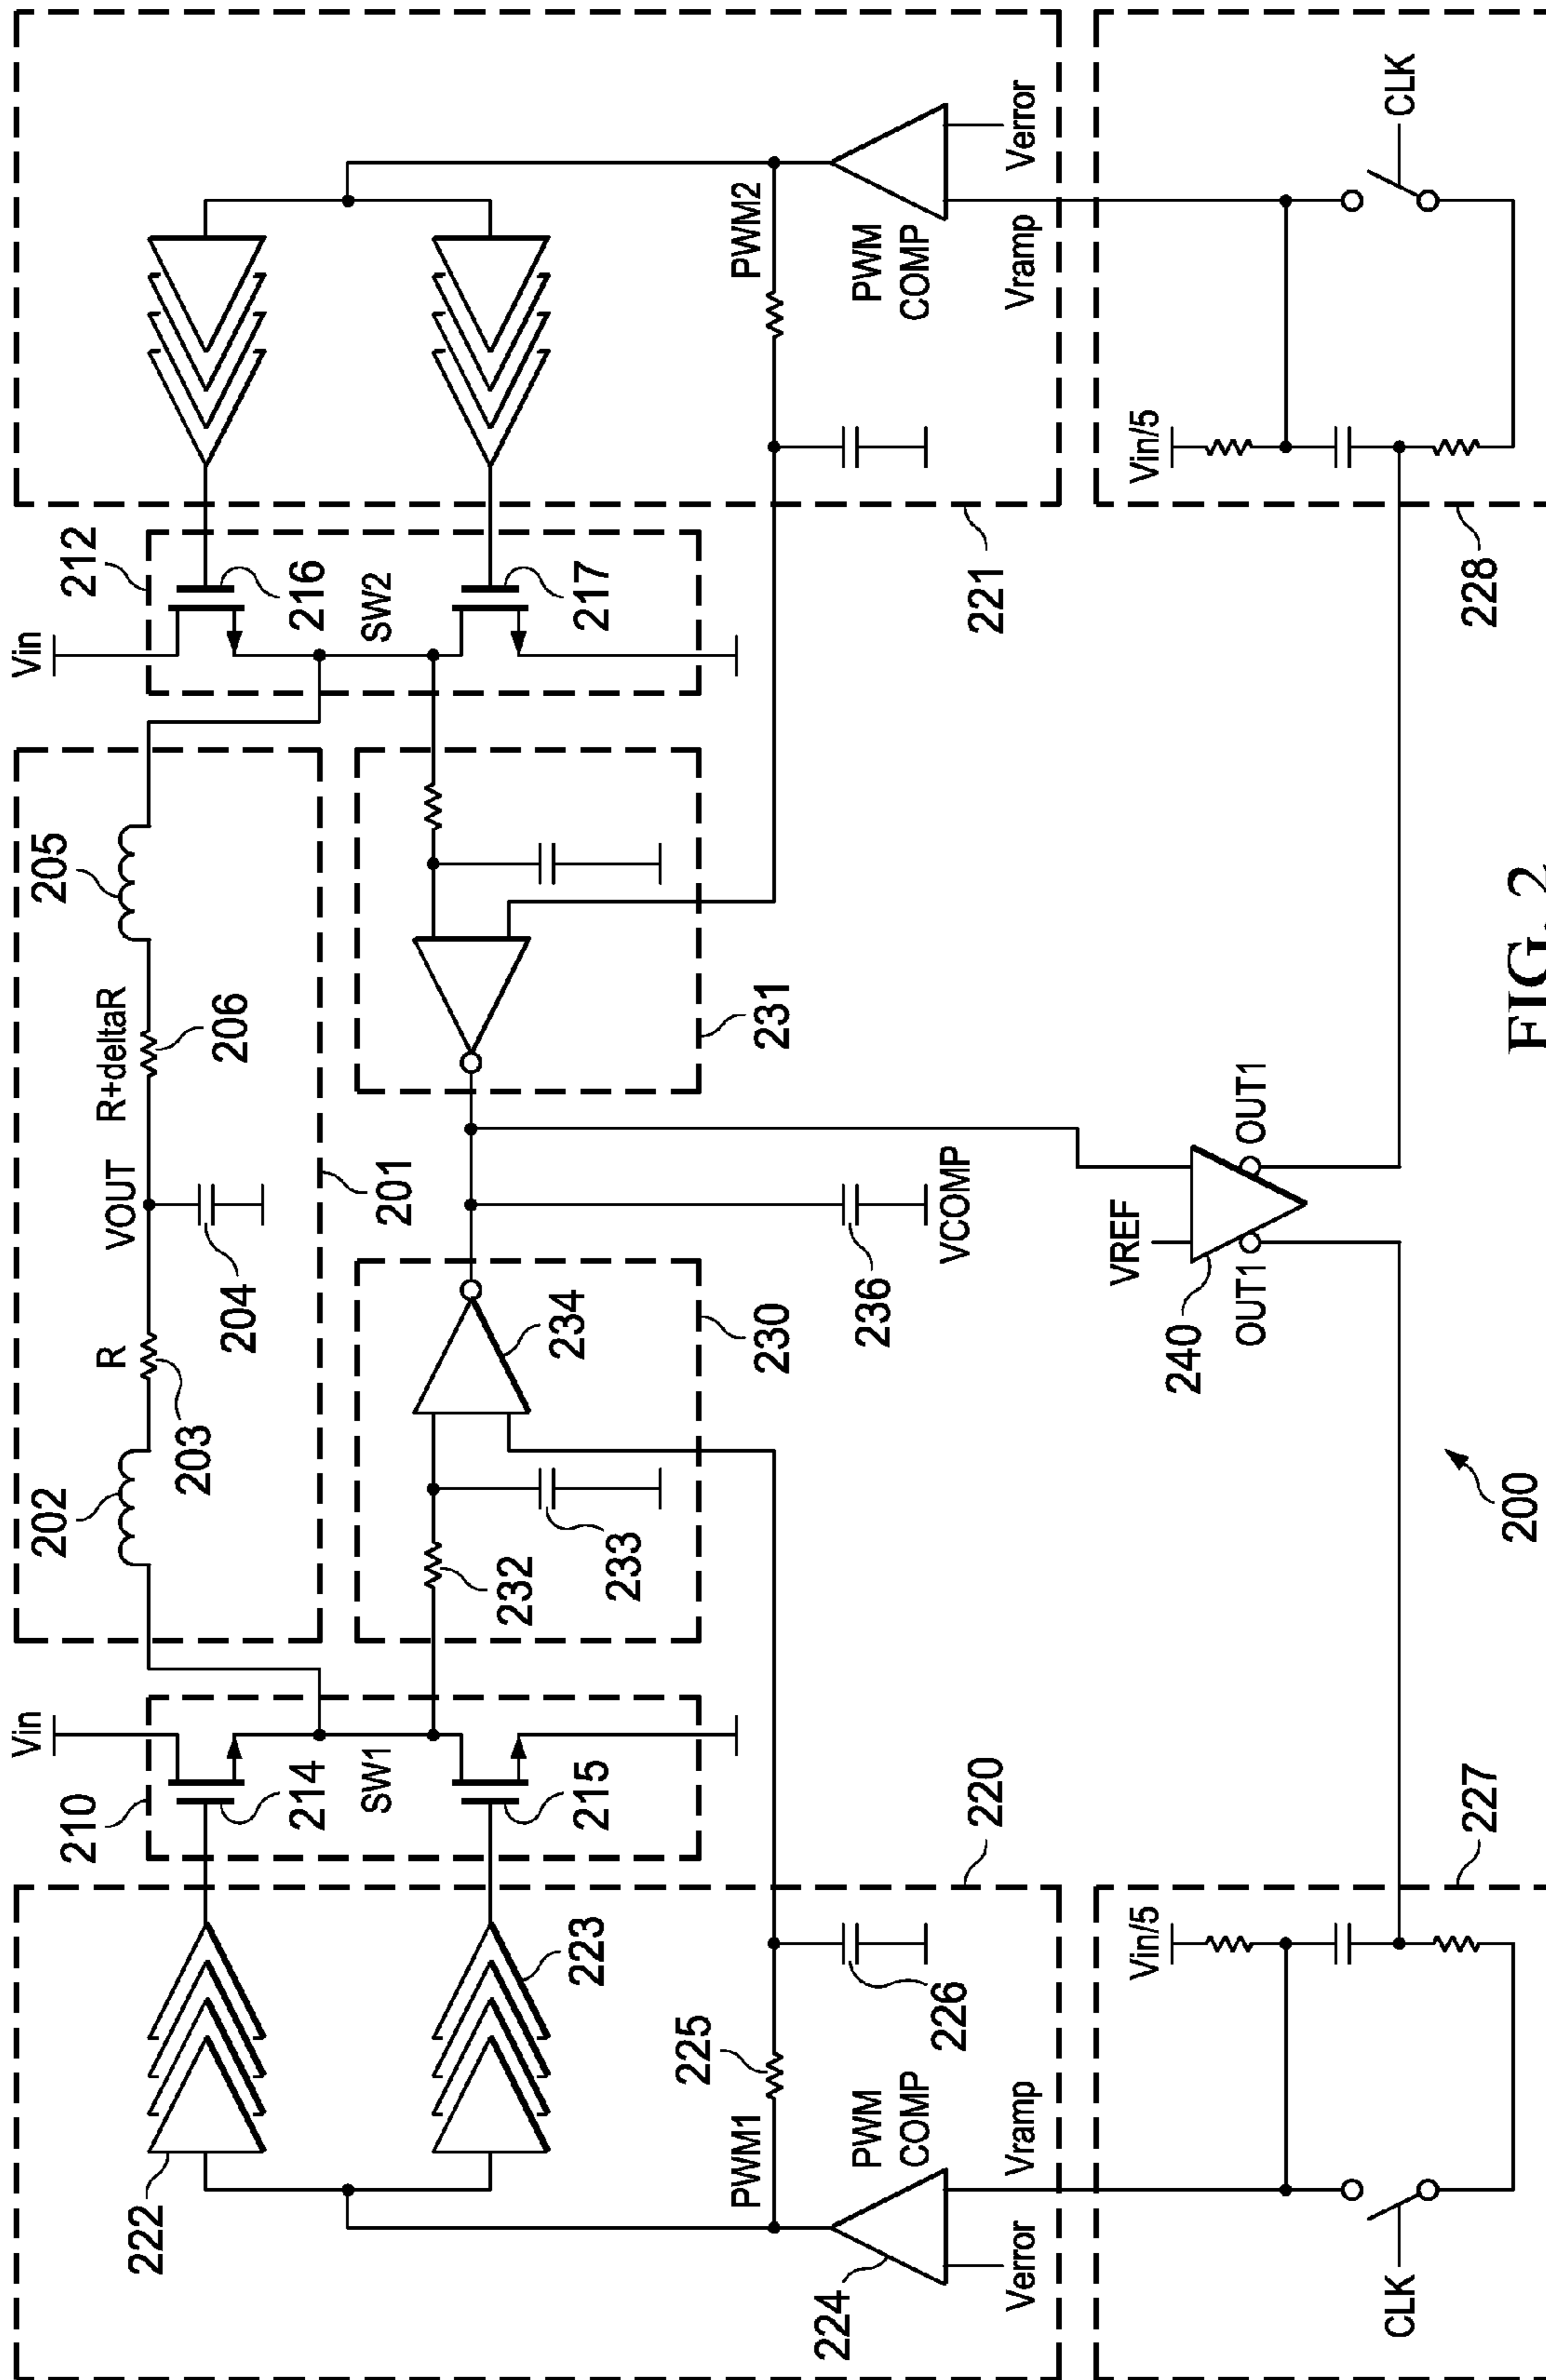 Vin
Vin
210
212
202
205
R
VOUT
R+deltaR
203
204
206
201
222
214
216
SW1
SW2
215
217
223
232
233
234
230
231
220
221
PWM1
225
226
PWM2
236
VCOMP
224
PWM
COMP
PWM
COMP
Verror
Vramp
Vramp
Verror
VREF
240
OUT1
OUT1
Vin/5
Vin/5
CLK
CLK
227
228
200
FIG. 2